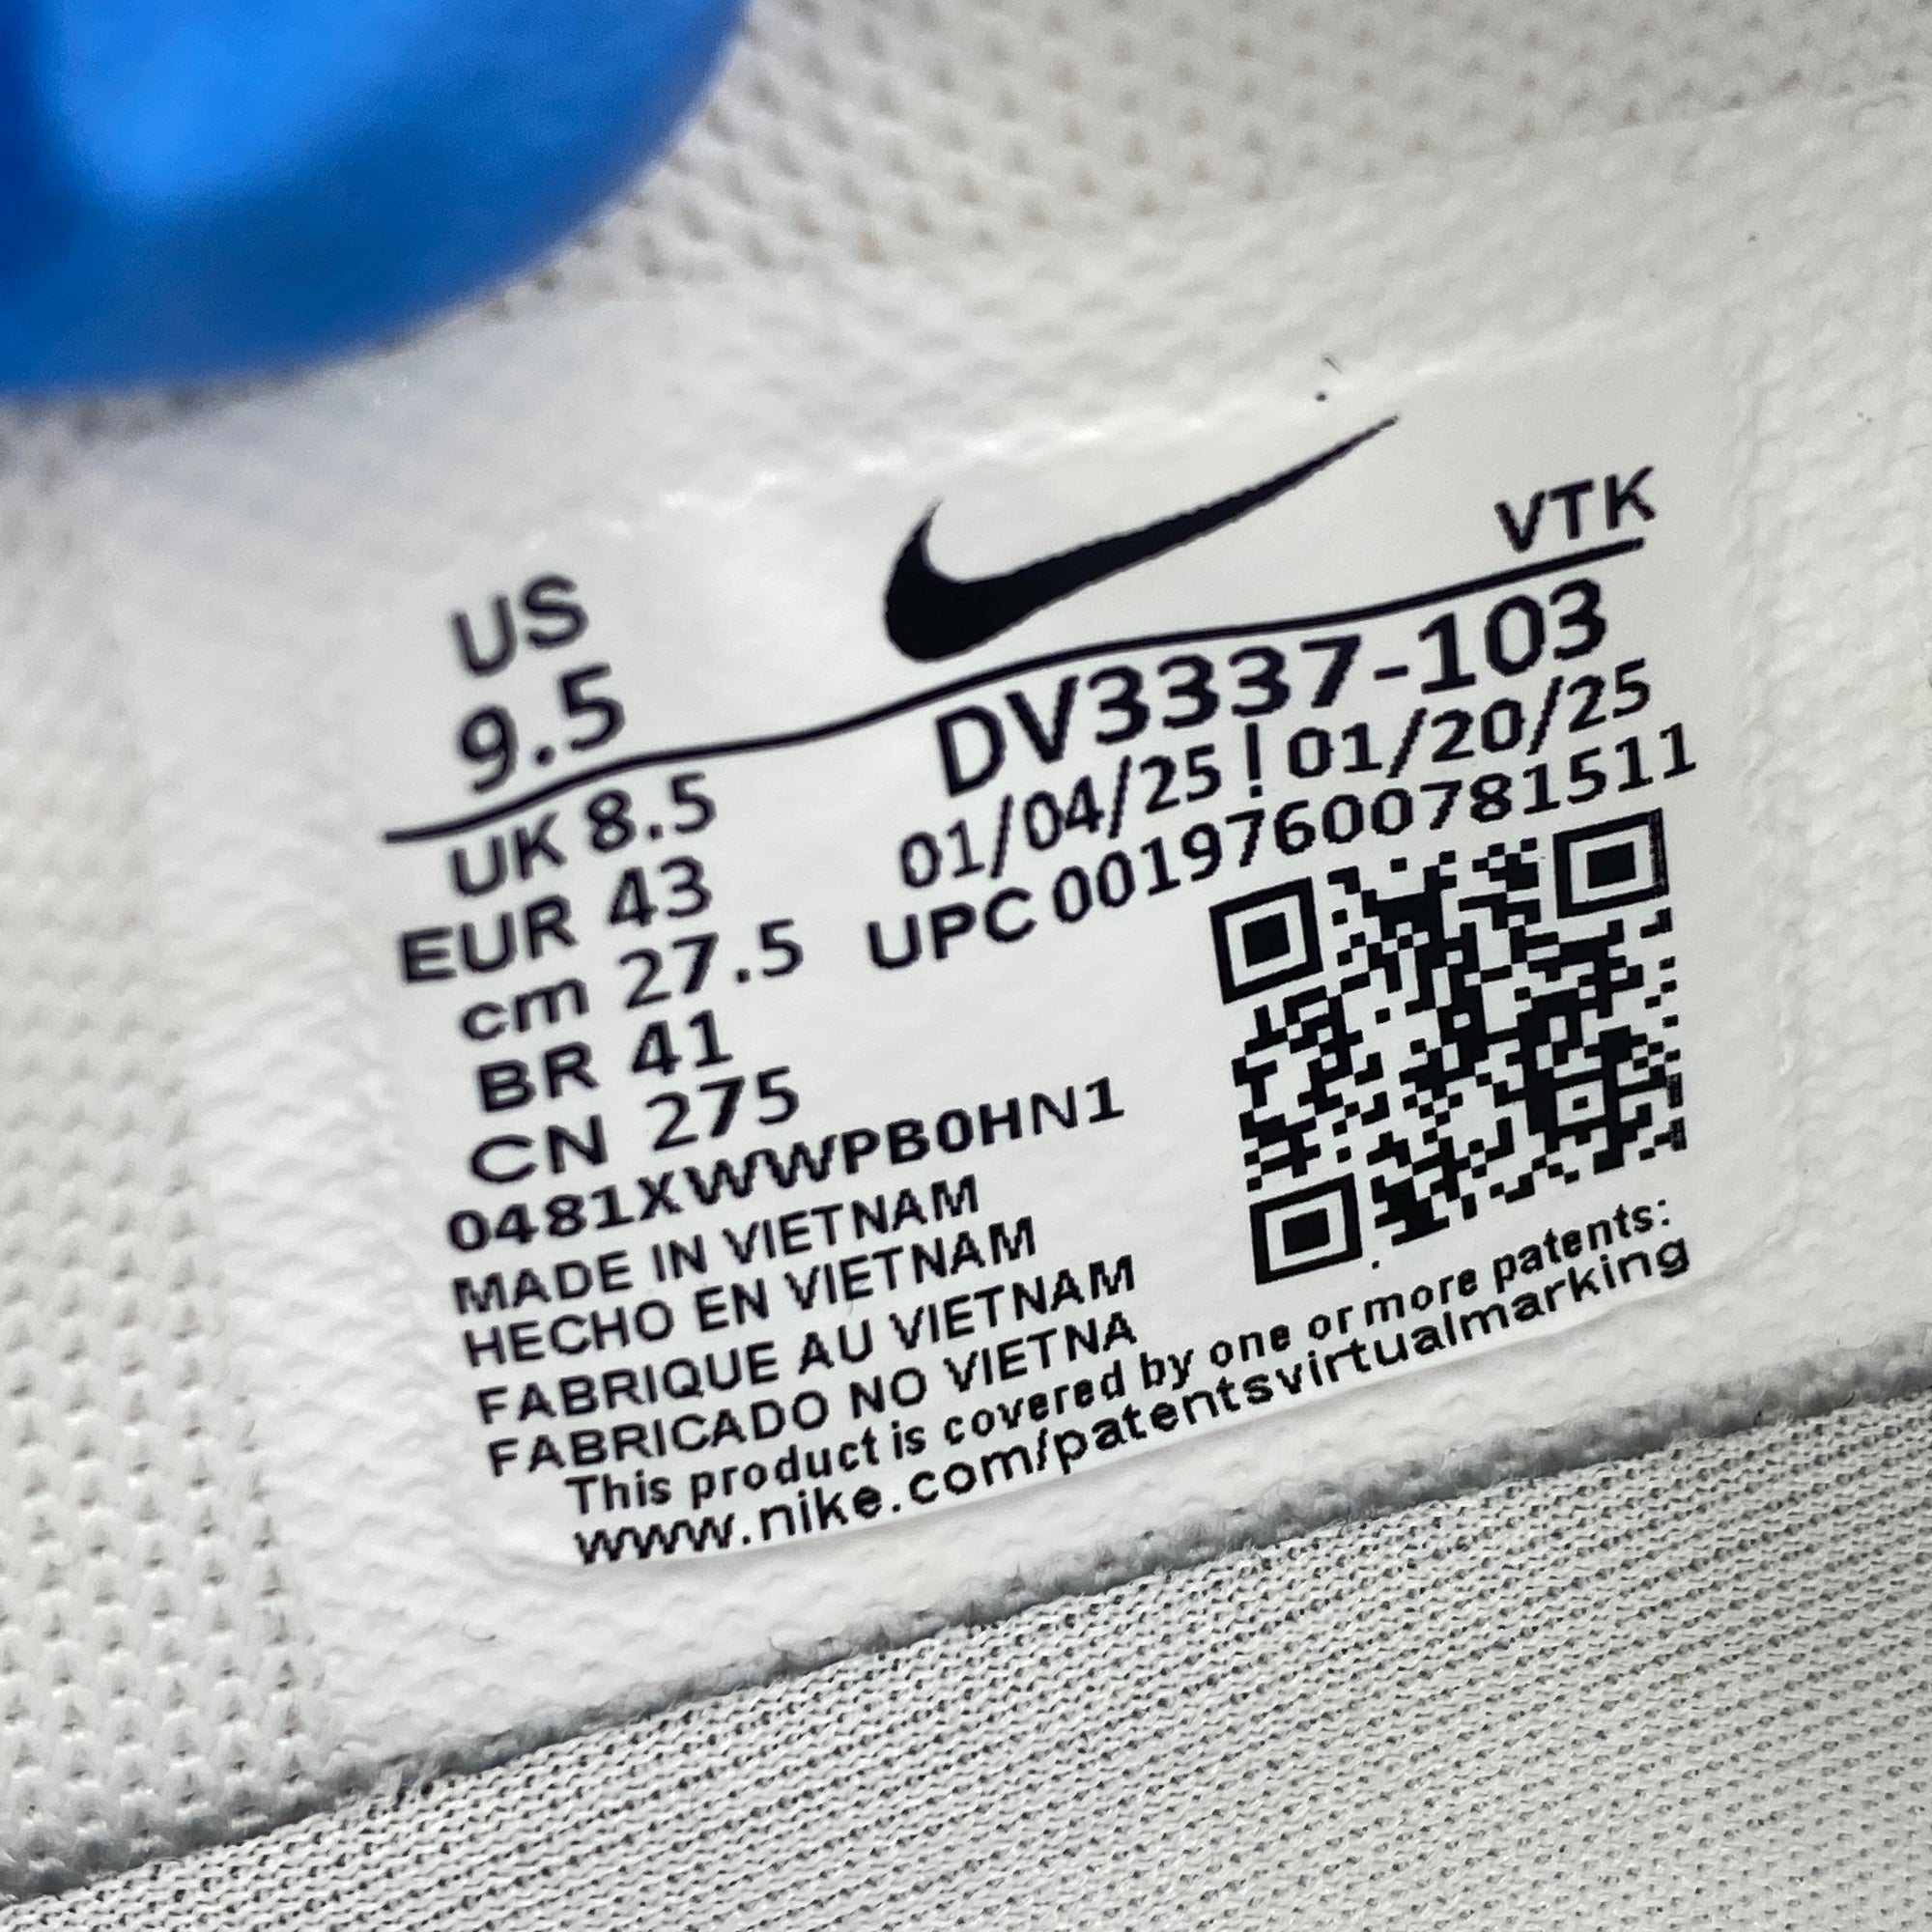 US
9.5
VTK
DV3337-103
01/04/25!01/20/25
UPC 00197600781511
UK 8.5
EUR 43
cm 27.5
BR 41
CN 275
0481XWWPB0HN1
MADE IN VIETNAM
HECHO EN VIETNAM
FABRIQUE AU VIETNAM
FABRICADO NO VIETNA
This product is covered by one or more patents:
www.nike.com/patentsvirtualmarking